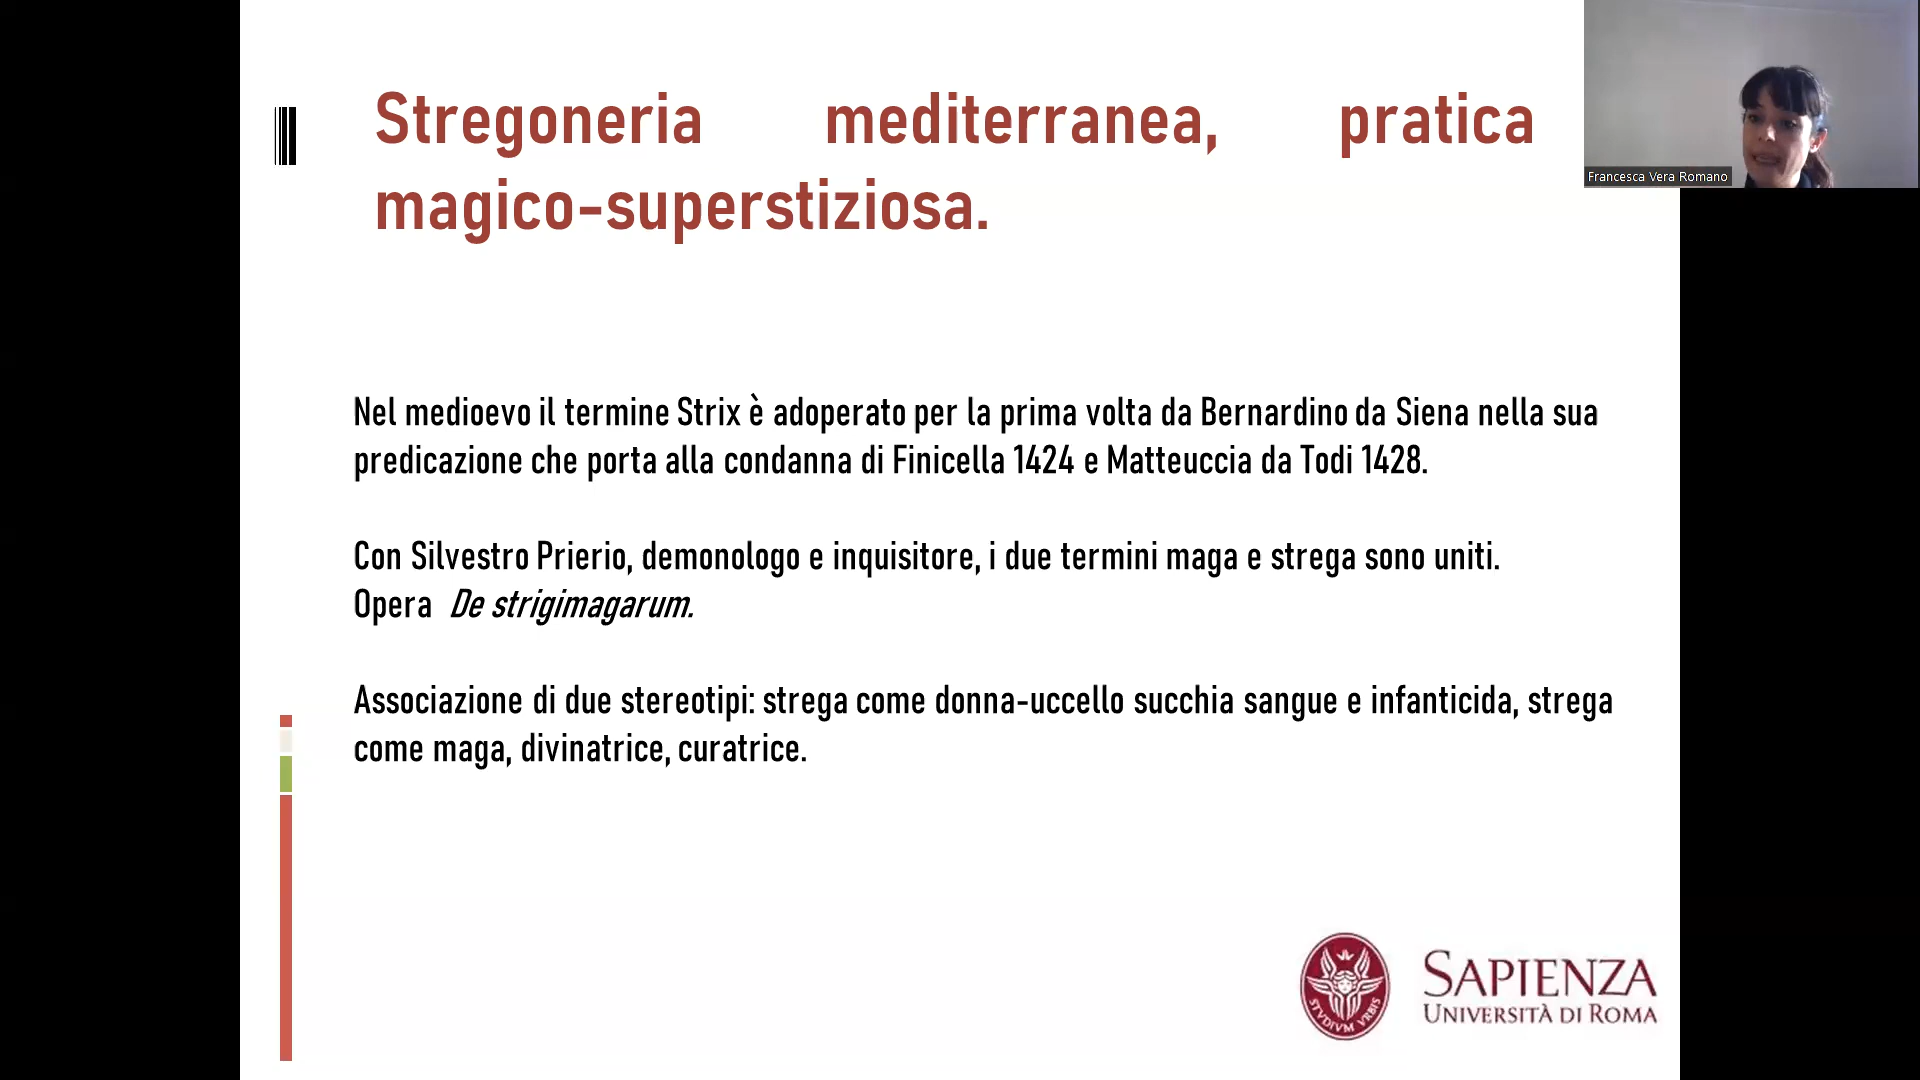 Stregoneria mediterranea, pratica
magico-superstiziosa.
Francesca Vera Romano
Nel medioevo il termine Strix è adoperato per la prima volta da Bernardino da Siena nella sua
predicazione che porta alla condanna di Finicella 1424 e Matteuccia da Todi 1428.
Con Silvestro Prierio, demonologo e inquisitore, i due termini maga e strega sono uniti.
Opera De strigimagarum.
Associazione di due stereotipi: strega come donna-uccello succhia sangue e infanticida, strega
come maga, divinatrice, curatrice.
STVDIVM VRBIS
SAPIENZA
UNIVERSITÀ DI ROMA